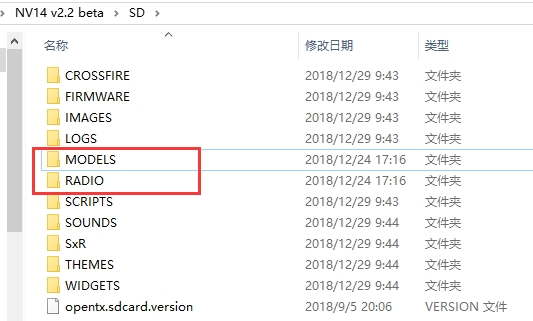 NV14 v2.2 beta > SD >
名称 修改日期 类型
CROSSFIRE 2018/12/29 9:43 文件夹
FIRMWARE 2018/12/29 9:43 文件夹
IMAGES 2018/12/29 9:43 文件夹
LOGS 2018/12/29 9:43 文件夹
MODELS 2018/12/24 17:16 文件夹
RADIO 2018/12/24 17:16 文件夹
SCRIPTS 2018/12/29 9:43 文件夹
SOUNDS 2018/12/29 9:44 文件夹
SxR 2018/12/29 9:44 文件夹
THEMES 2018/12/29 9:44 文件夹
WIDGETS 2018/12/29 9:44 文件夹
opentx.sdcard.version 2018/9/5 20:06 VERSION 文件